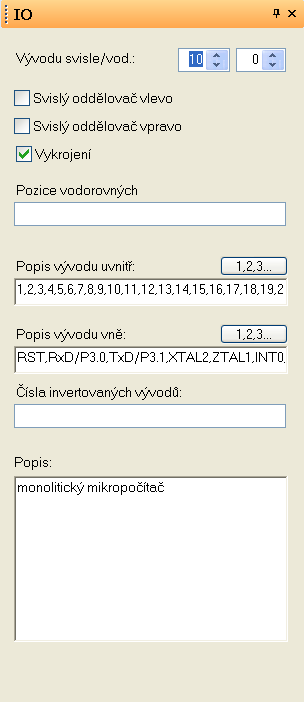 IO
Vývodu svisle/vod.: 10 0
Svislý oddělovač vlevo
Svislý oddělovač vpravo
Vykrojení
Pozice vodorovných
Popis vývodu uvnitř: 1,2,3...
1,2,3,4,5,6,7,8,9,10,11,12,13,14,15,16,17,18,19,2
Popis vývodu vně: 1,2,3...
RST,RxD/P3.0,TxD/P3.1,XTAL2,ZTAL1,INT0,
Čísla invertovaných vývodů:
Popis:
monolitický mikropočítač